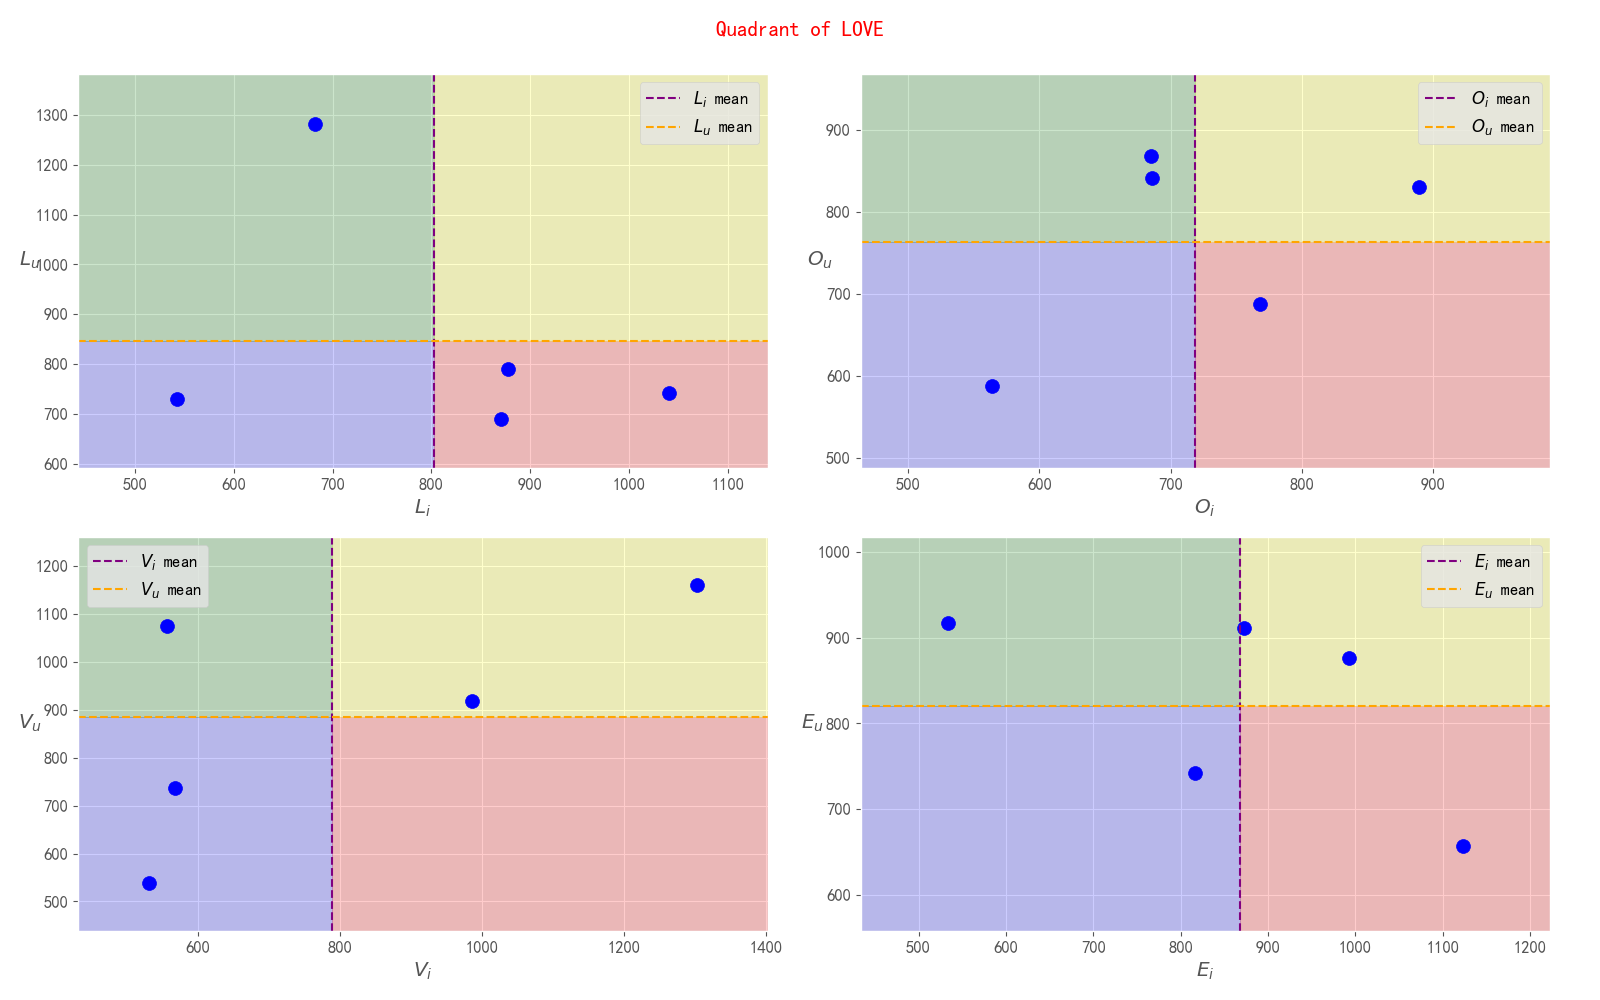 Quadrant of LOVE
1300
1200
1100
1000
900
800
700
600
L_u
500 600 700 800 900 1000 1100
L_i
L_i mean
L_u mean
900
800
700
600
500
O_u
500 600 700 800 900
O_i
O_i mean
O_u mean
1200
1100
1000
900
800
700
600
500
V_u
600 800 1000 1200 1400
V_i
V_i mean
V_u mean
1000
900
800
700
600
E_u
500 600 700 800 900 1000 1100 1200
E_i
E_i mean
E_u mean